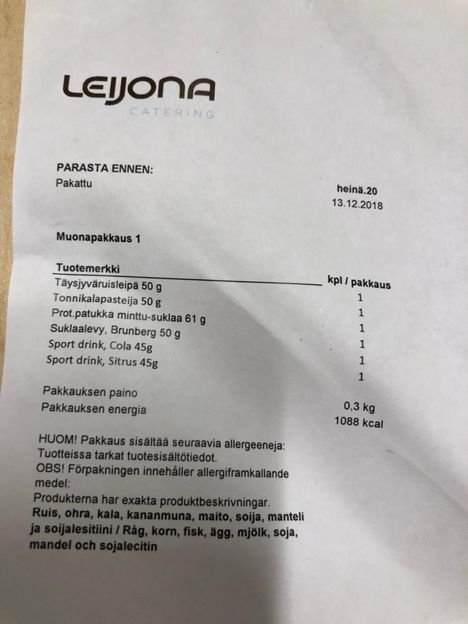 LEIJONA
CATERING
PARASTA ENNEN: heinä.20
Pakattu 13.12.2018
Muonapakkaus 1
Tuotemerkki kpl / pakkaus
Täysjyväruisleipä 50 g 1
Tonnikalapasteija 50 g 1
Prot.patukka minttu-suklaa 61 g 1
Suklaalevy, Brunberg 50 g 1
Sport drink, Cola 45g 1
Sport drink, Sitrus 45g 1
Pakkauksen paino 0,3 kg
Pakkauksen energia 1088 kcal
HUOM! Pakkaus sisältää seuraavia allergeeneja:
Tuotteissa tarkat tuotesisältötiedot.
OBS! Förpakningen innehåller allergiframkallande
medel:
Produkterna har exakta produktbeskrivningar.
Ruis, ohra, kala, kananmuna, maito, soija, manteli
ja soijalesitiini / Råg, korn, fisk, ägg, mjölk, soja,
mandel och sojalecitin